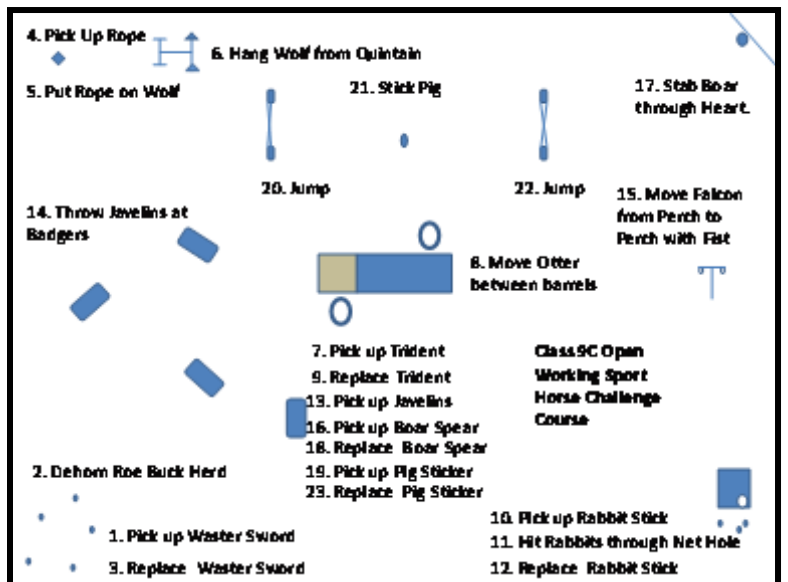 4. Pick Up Rope
6. Hang Wolf from Quintain
5. Put Rope on Wolf
21. Stick Pig
17. Stab Boar
through Heart.
20. Jump
22. Jump
15. Move Falcon
from Perch to
Perch with Fist
14. Throw Javelins at
Badgers
8. Move Otter
between barrels
7. Pick up Trident
9. Replace Trident
13. Pick up Javelins
16. Pick up Boar Spear
18. Replace Boar Spear
19. Pick up Pig Sticker
23. Replace Pig Sticker
Class 9C Open
Working Sport
Horse Challenge
Course
2. Dehorn Roe Buck Herd
1. Pick up Waster Sword
3. Replace Waster Sword
10. Pick up Rabbit Stick
11. Hit Rabbits through Net Hole
12. Replace Rabbit Stick